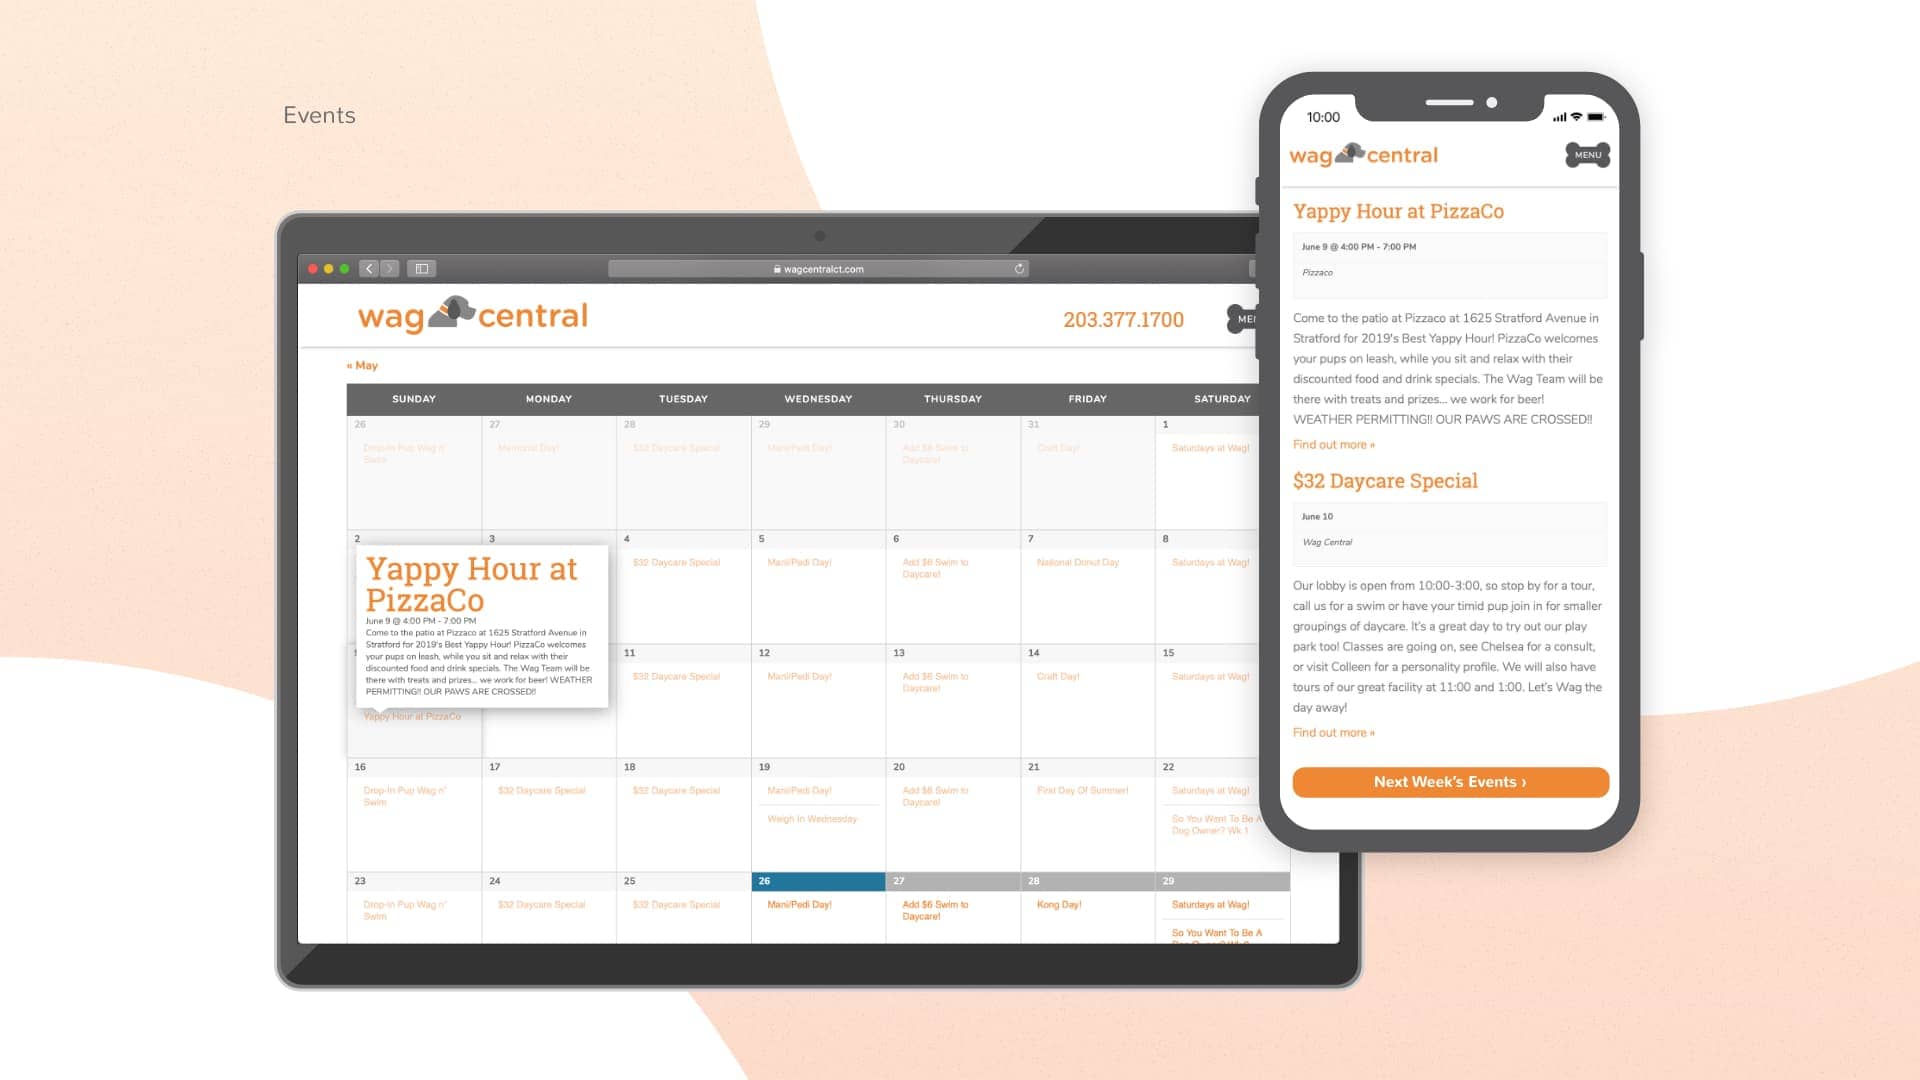 Events
wagcentralct.com
wag central
203.377.1700
« May
SUNDAY MONDAY TUESDAY WEDNESDAY THURSDAY FRIDAY SATURDAY
26 27 28 29 30 31 1
Drop-In Pup Wag n' Memorial Day! $32 Daycare Special Mani/Pedi Day! Add $6 Swim to Craft Day! Saturdays at Wag!
Swim Daycare!
2 3 4 5 6 7 8
$32 Daycare Special Mani/Pedi Day! Add $6 Swim to National Donut Day Saturdays at Wag!
Daycare!
Yappy Hour at
PizzaCo
June 9 @ 4:00 PM - 7:00 PM
Come to the patio at Pizzaco at 1625 Stratford Avenue in
Stratford for 2019's Best Yappy Hour! PizzaCo welcomes
your pups on leash, while you sit and relax with their
discounted food and drink specials. The Wag Team will be
there with treats and prizes... we work for beer! WEATHER
PERMITTING!! OUR PAWS ARE CROSSED!!
11 12 13 14 15
$32 Daycare Special Mani/Pedi Day! Add $6 Swim to Craft Day! Saturdays at Wag!
Daycare!
Yappy Hour at PizzaCo
16 17 18 19 20 21 22
Drop-In Pup Wag n' $32 Daycare Special $32 Daycare Special Mani/Pedi Day! Add $6 Swim to First Day Of Summer! Saturdays at Wag!
Swim Daycare!
Weigh In Wednesday So You Want To Be A
Dog Owner? Wk 1
23 24 25 26 27 28 29
Drop-In Pup Wag n' $32 Daycare Special $32 Daycare Special Mani/Pedi Day! Add $6 Swim to Kong Day! Saturdays at Wag!
Swim Daycare!
So You Want To Be A
10:00
wag central
MENU
Yappy Hour at PizzaCo
June 9 @ 4:00 PM - 7:00 PM
Pizzaco
Come to the patio at Pizzaco at 1625 Stratford Avenue in
Stratford for 2019's Best Yappy Hour! PizzaCo welcomes
your pups on leash, while you sit and relax with their
discounted food and drink specials. The Wag Team will be
there with treats and prizes... we work for beer!
WEATHER PERMITTING!! OUR PAWS ARE CROSSED!!
Find out more »
$32 Daycare Special
June 10
Wag Central
Our lobby is open from 10:00-3:00, so stop by for a tour,
call us for a swim or have your timid pup join in for smaller
groupings of daycare. It's a great day to try out our play
park too! Classes are going on, see Chelsea for a consult,
or visit Colleen for a personality profile. We will also have
tours of our great facility at 11:00 and 1:00. Let's Wag the
day away!
Find out more »
Next Week's Events ›